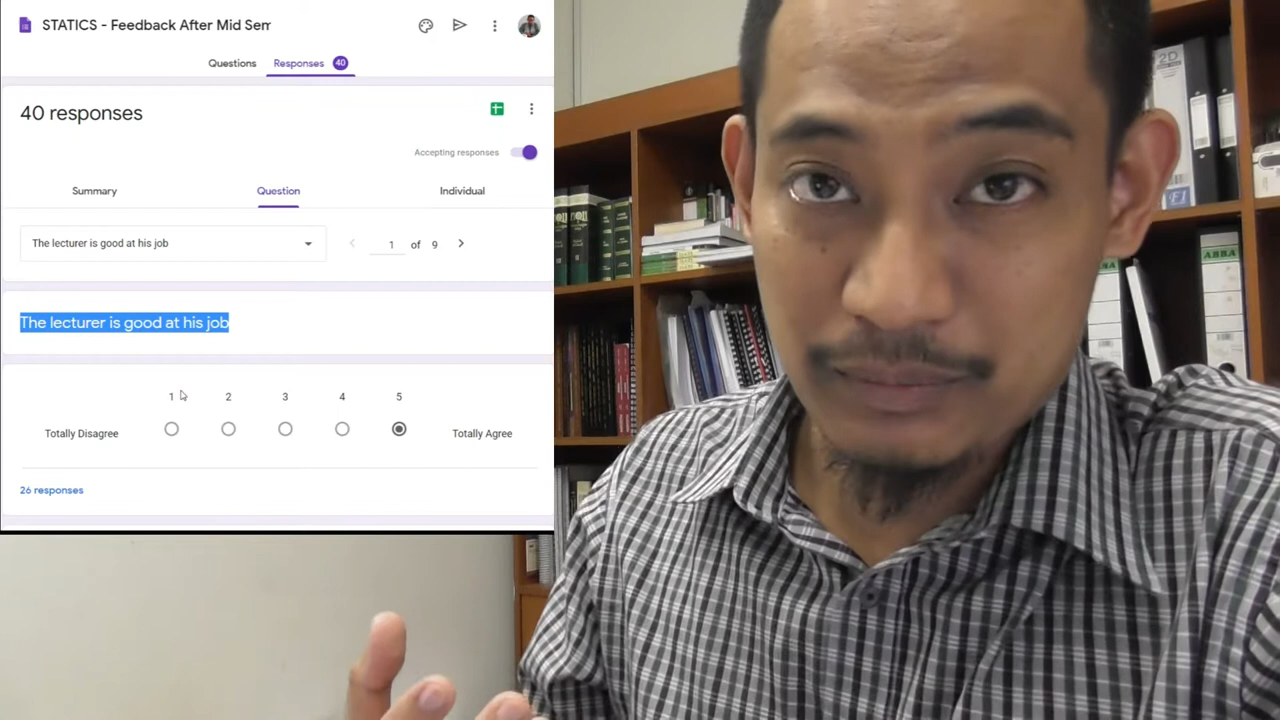 STATICS - Feedback After Mid Sem
Questions
Responses 40
40 responses
Accepting responses
Summary
Question
Individual
The lecturer is good at his job
1 of 9
The lecturer is good at his job
1 2 3 4 5
Totally Disagree
Totally Agree
26 responses
2D
ABBA